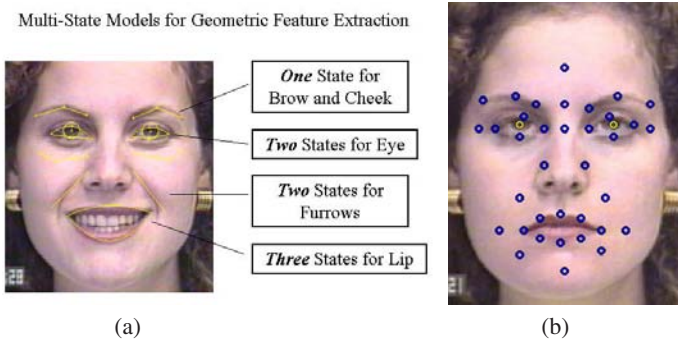 Multi-State Models for Geometric Feature Extraction
One State for
Brow and Cheek
Two States for Eye
Two States for
Furrows
Three States for Lip
(a)
(b)